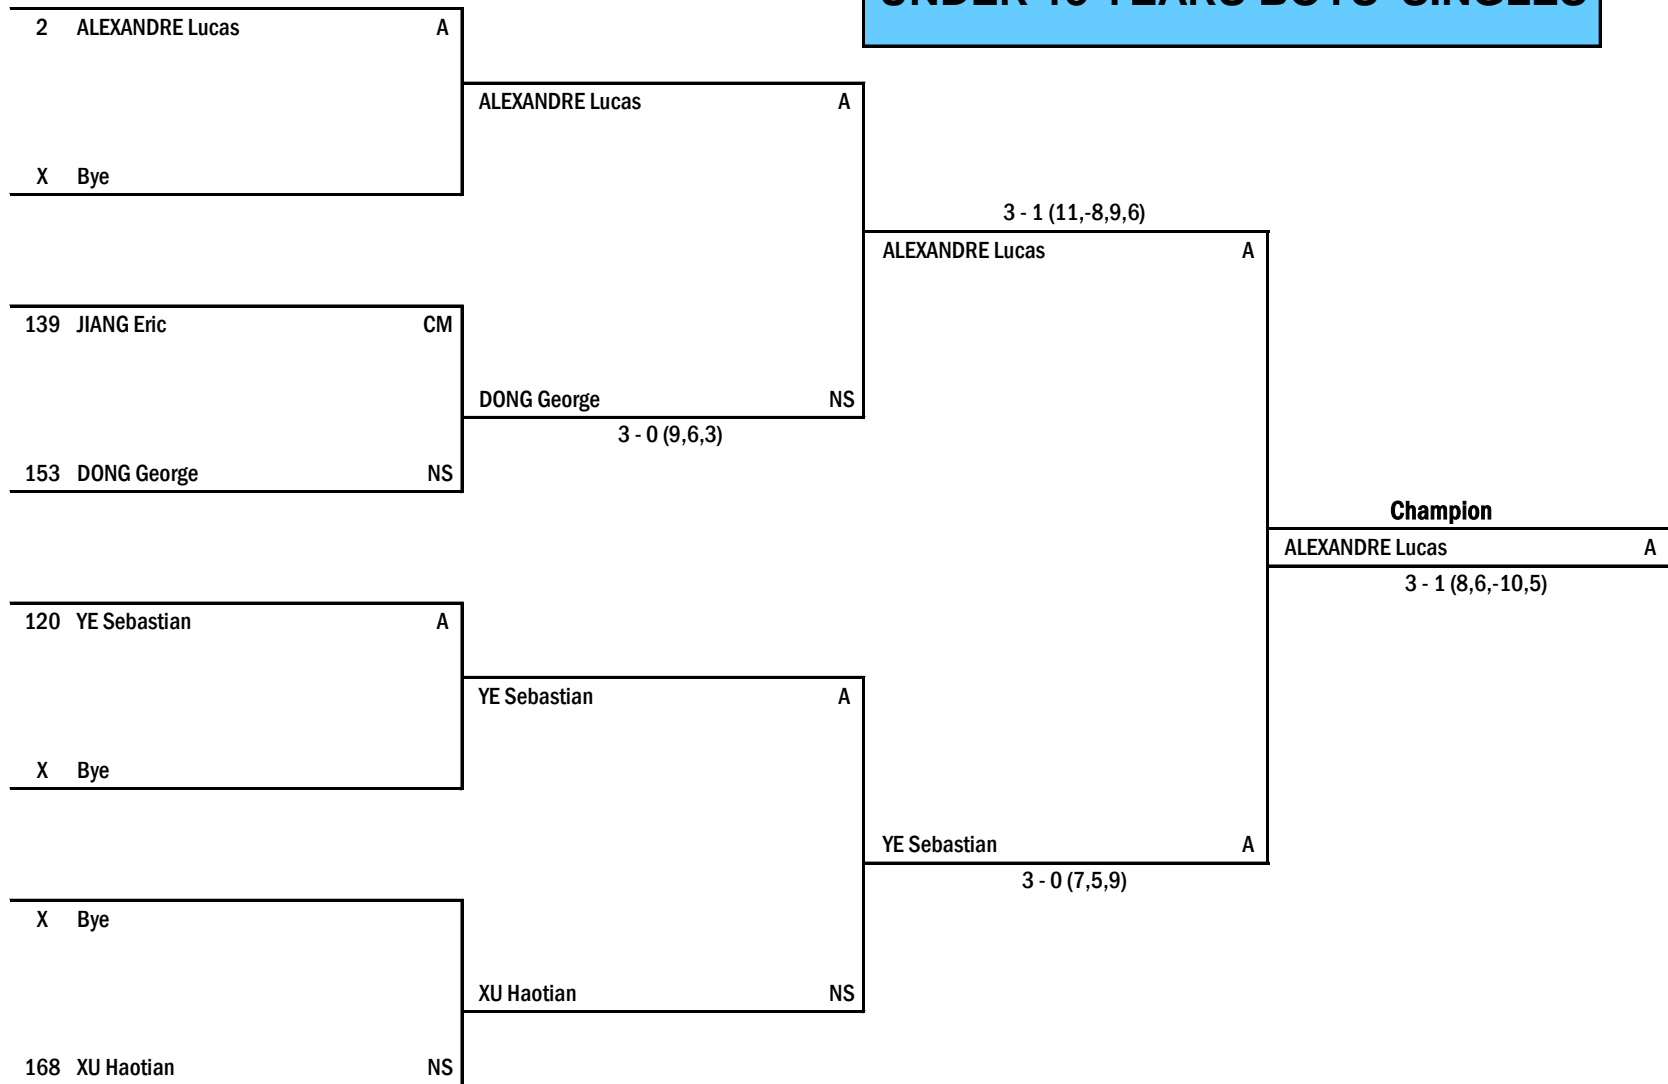 YEARS BOYS' SINGLES
2 ALEXANDRE Lucas A
ALEXANDRE Lucas A
X Bye
3 - 1 (11,-8,9,6)
ALEXANDRE Lucas A
139 JIANG Eric CM
DONG George NS
3 - 0 (9,6,3)
153 DONG George NS
Champion
ALEXANDRE Lucas A
3 - 1 (8,6,-10,5)
120 YE Sebastian A
YE Sebastian A
X Bye
YE Sebastian A
3 - 0 (7,5,9)
X Bye
XU Haotian NS
168 XU Haotian NS